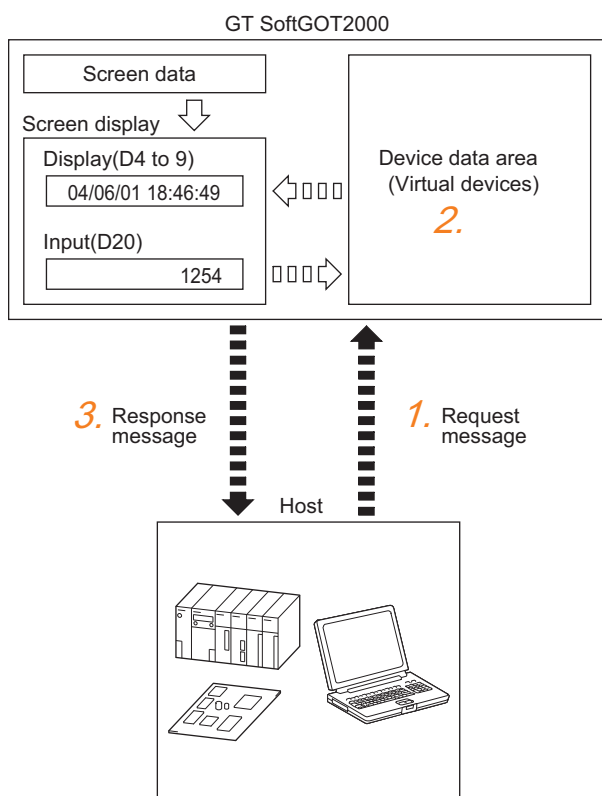 GT SoftGOT2000
Screen data
Screen display
Display(D4 to 9)
04/06/01 18:46:49
Input(D20)
1254
Device data area
(Virtual devices)
2.
3. Response
message
1. Request
message
Host